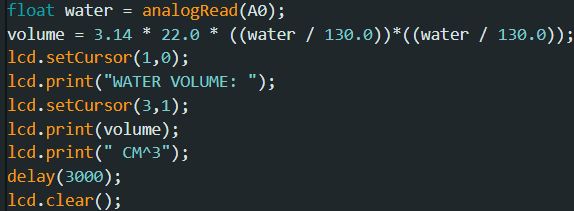 float water = analogRead(A0);
volume = 3.14 * 22.0 * ((water / 130.0))*((water / 130.0));
lcd.setCursor(1,0);
lcd.print("WATER VOLUME: ");
lcd.setCursor(3,1);
lcd.print(volume);
lcd.print(" CM^3");
delay(3000);
lcd.clear();